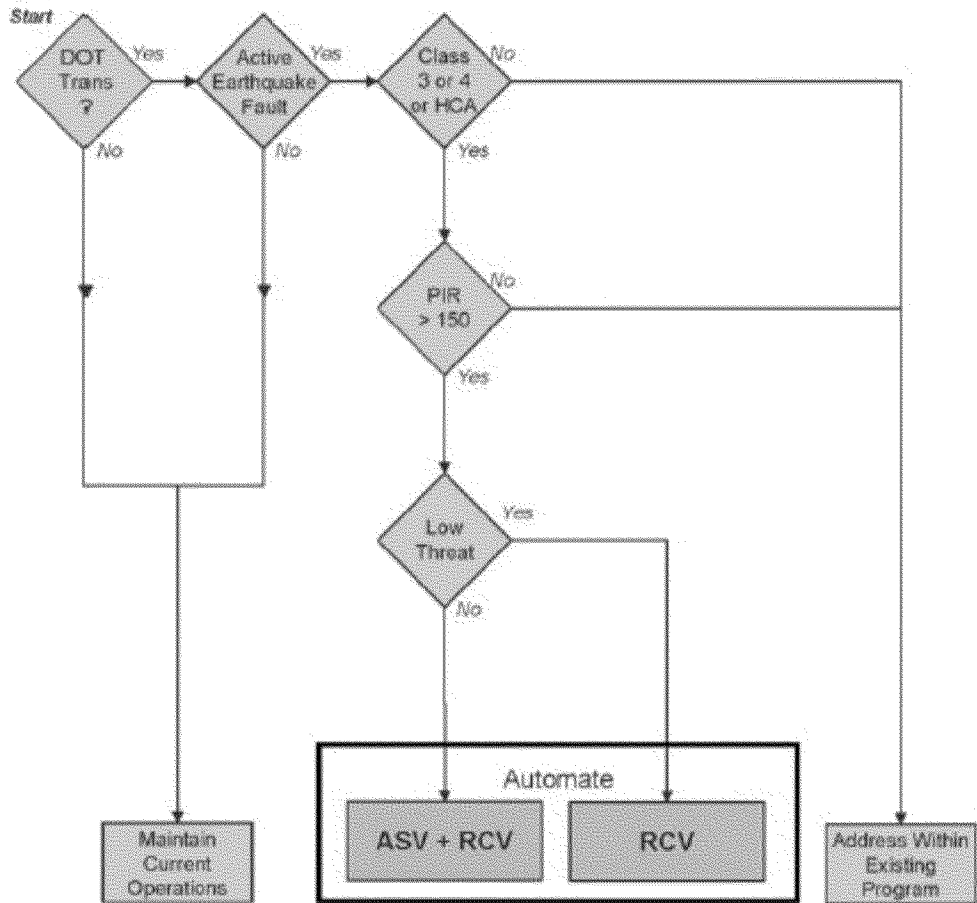 Start
DOT
Trans
?
Yes
No
Active
Earthquake
Fault
Yes
No
Class
3 or 4
or HCA
No
Yes
PIR
> 150
No
Yes
Low
Threat
Yes
No
Automate
ASV + RCV
RCV
Maintain
Current
Operations
Address Within
Existing
Program